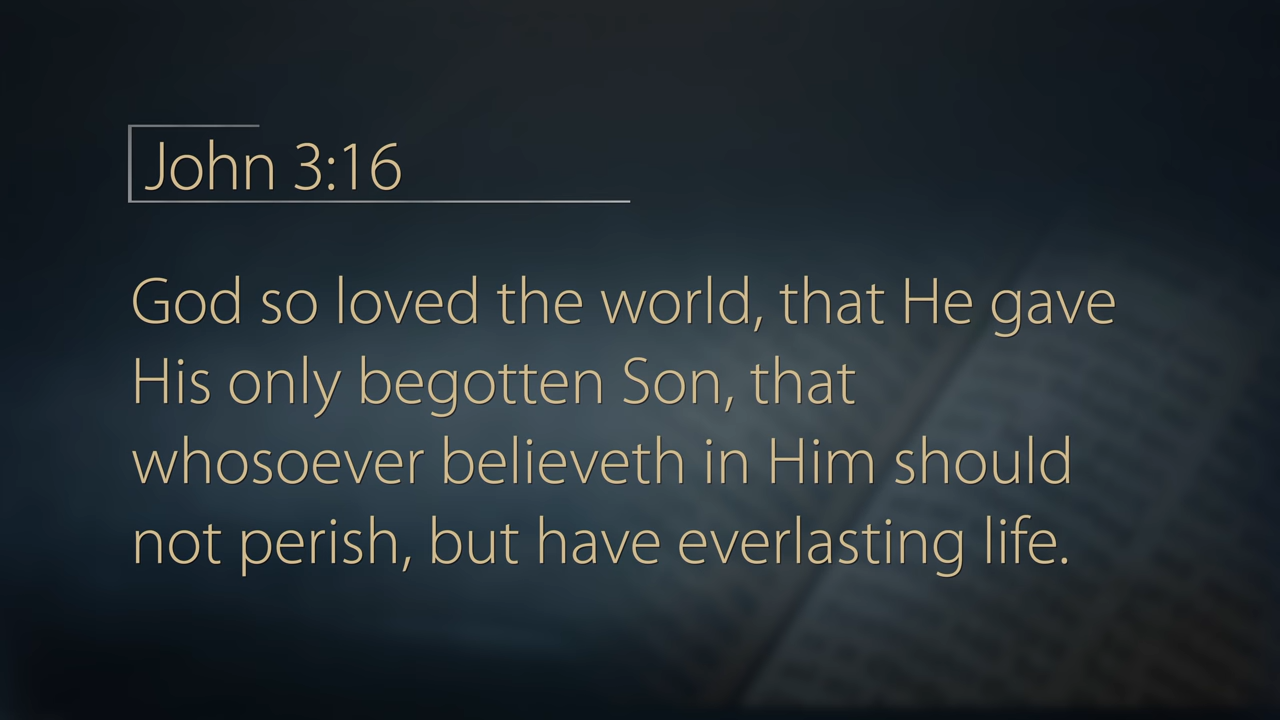 John 3:16
God so loved the world, that He gave
His only begotten Son, that
whosoever believeth in Him should
not perish, but have everlasting life.